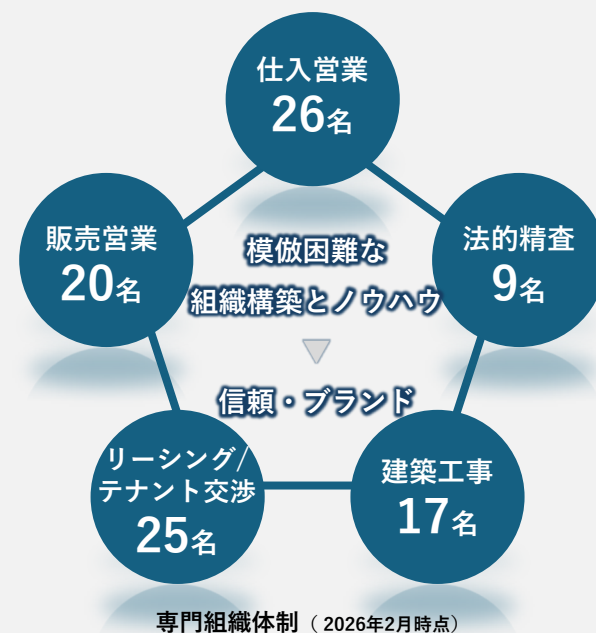 仕入営業
26名
販売営業
20名
法的精査
9名
模倣困難な
組織構築とノウハウ
信頼・ブランド
リーシング/
テナント交渉
25名
建築工事
17名
専門組織体制（2026年2月時点）